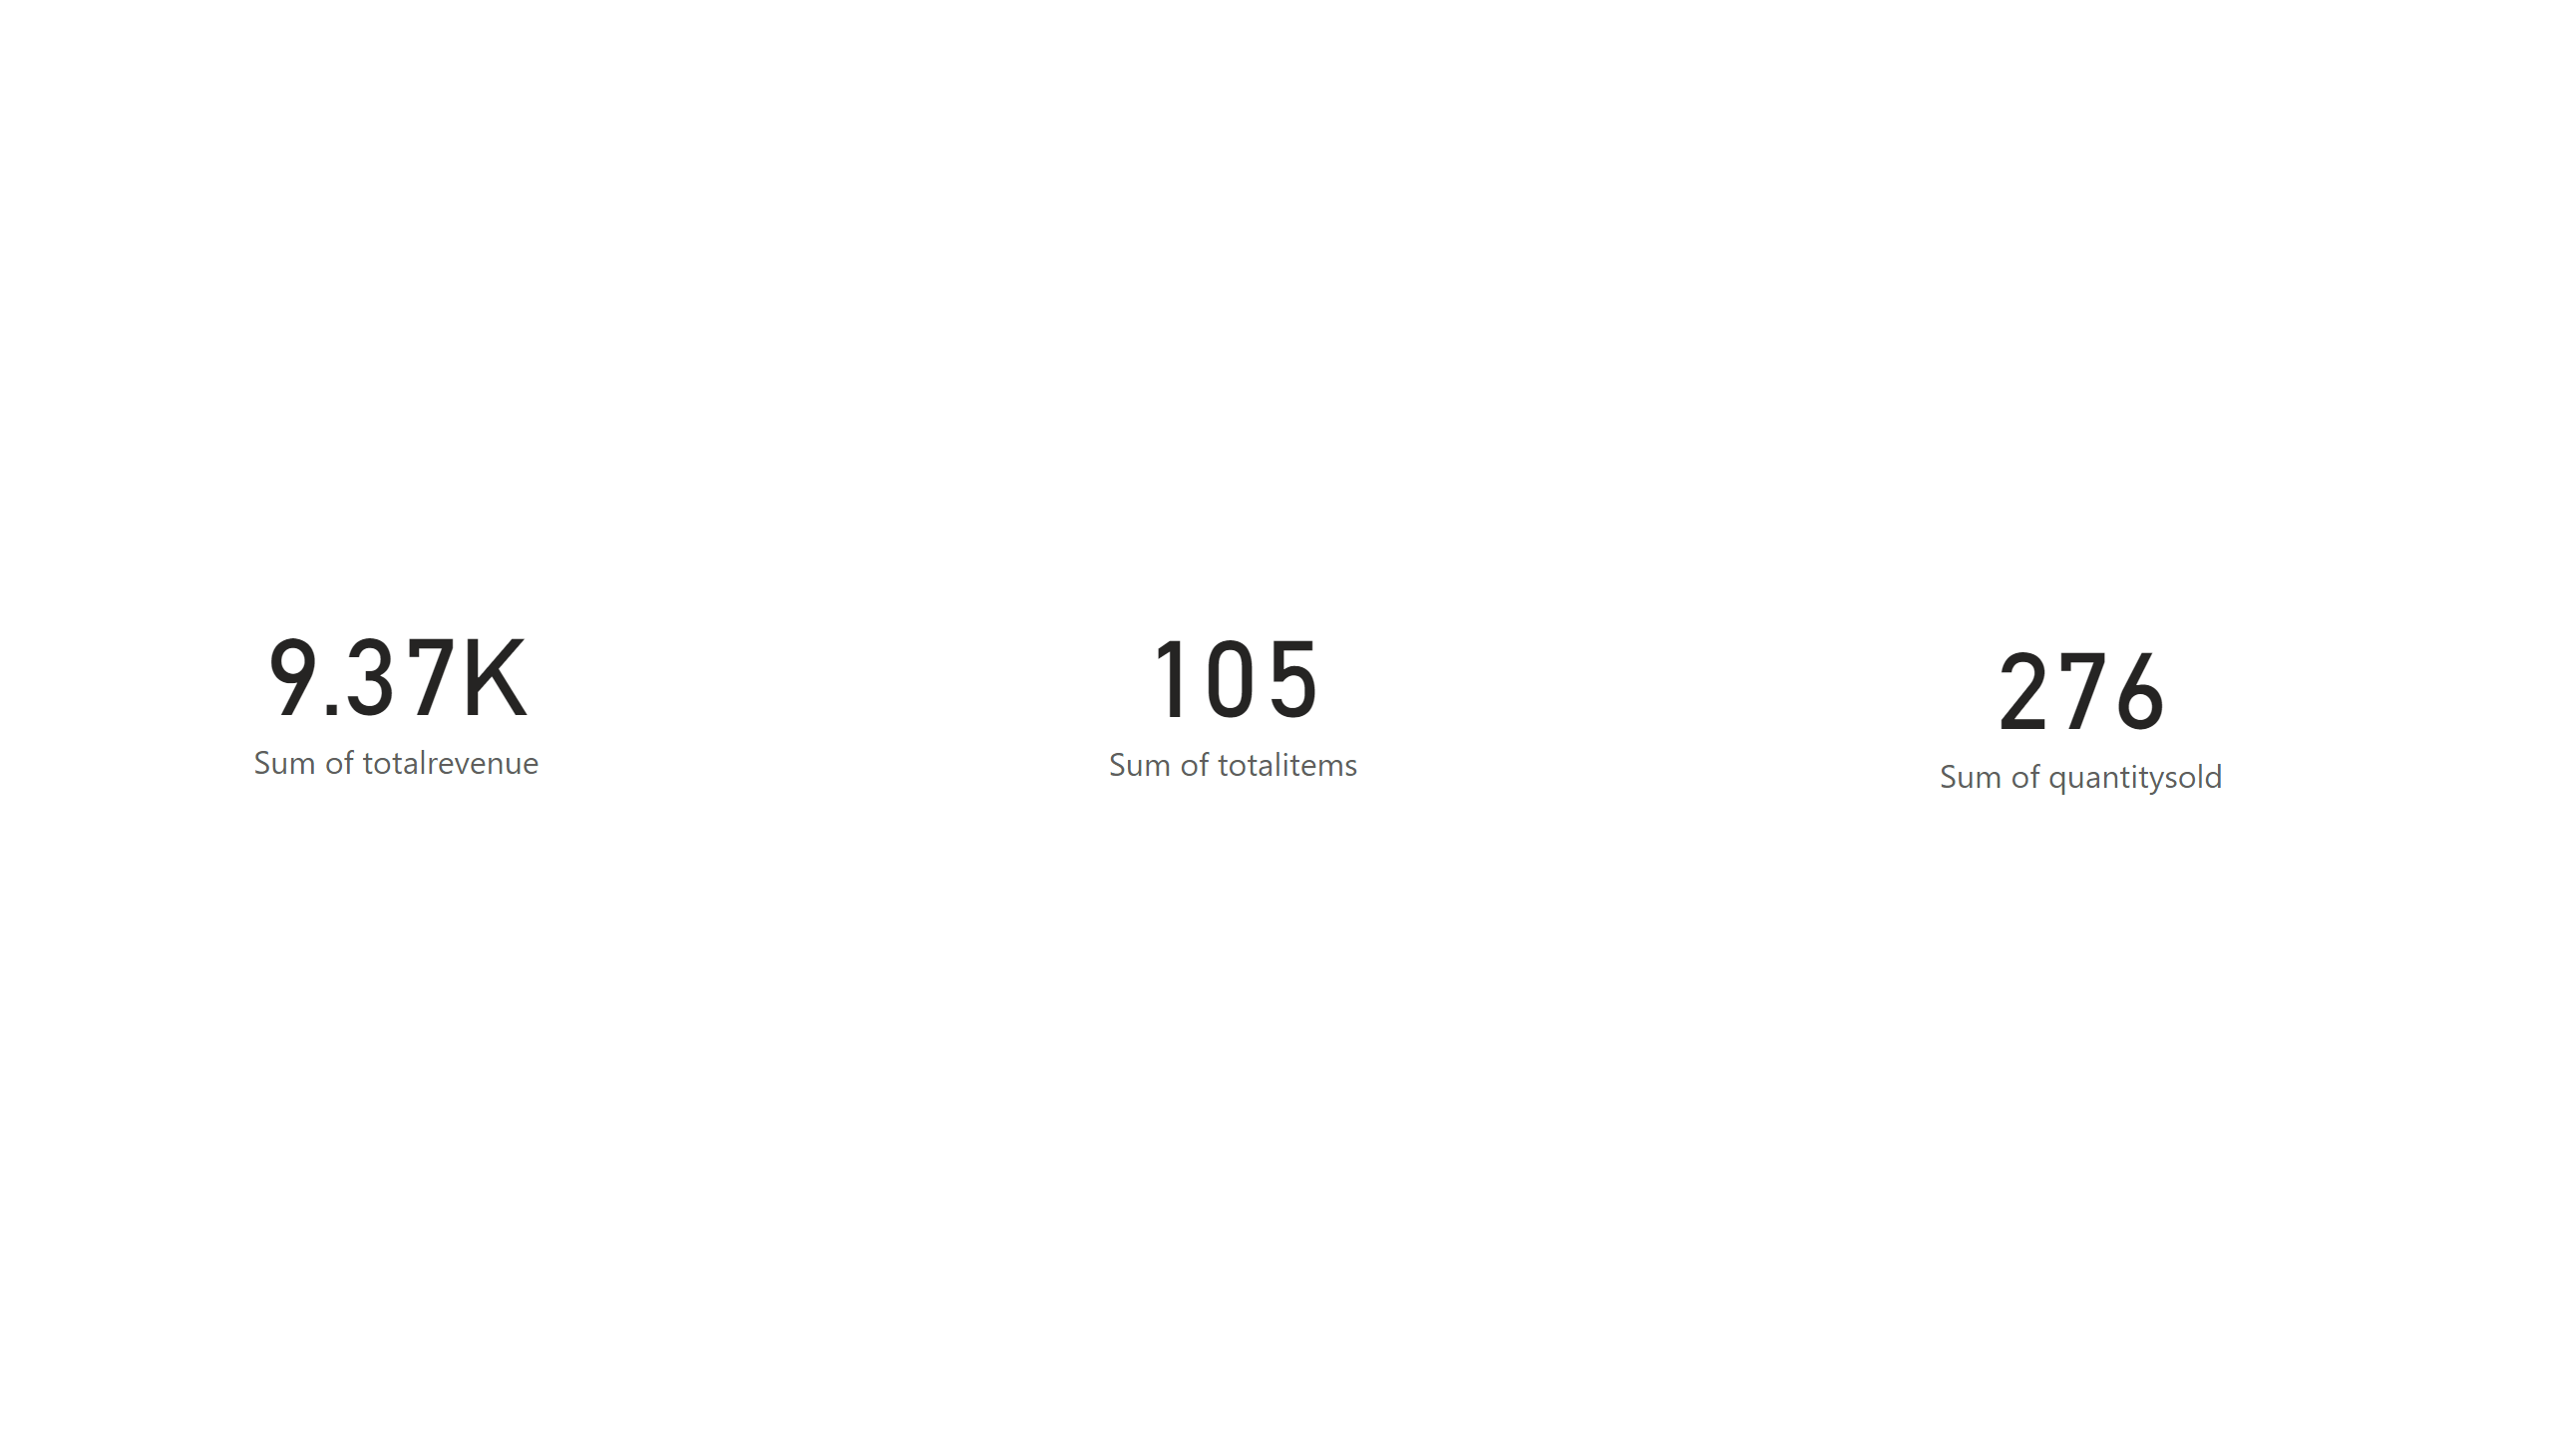 9.37K
Sum of totalrevenue
105
Sum of totalitems
276
Sum of quantitysold